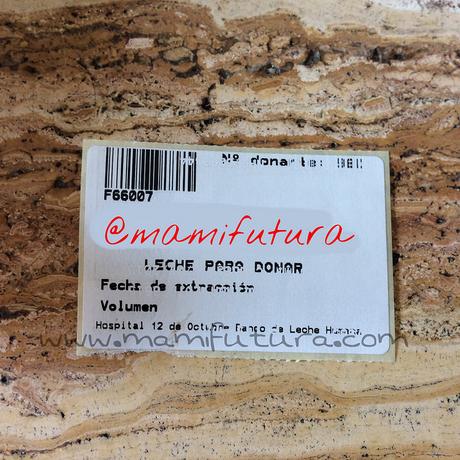 Nº donante:
F66007
@mamifutura
LECHE PARA DONAR
Fecha de extracción
Volumen
Hospital 12 de Octubre Banco de Leche Humana
www.mamifutura.com